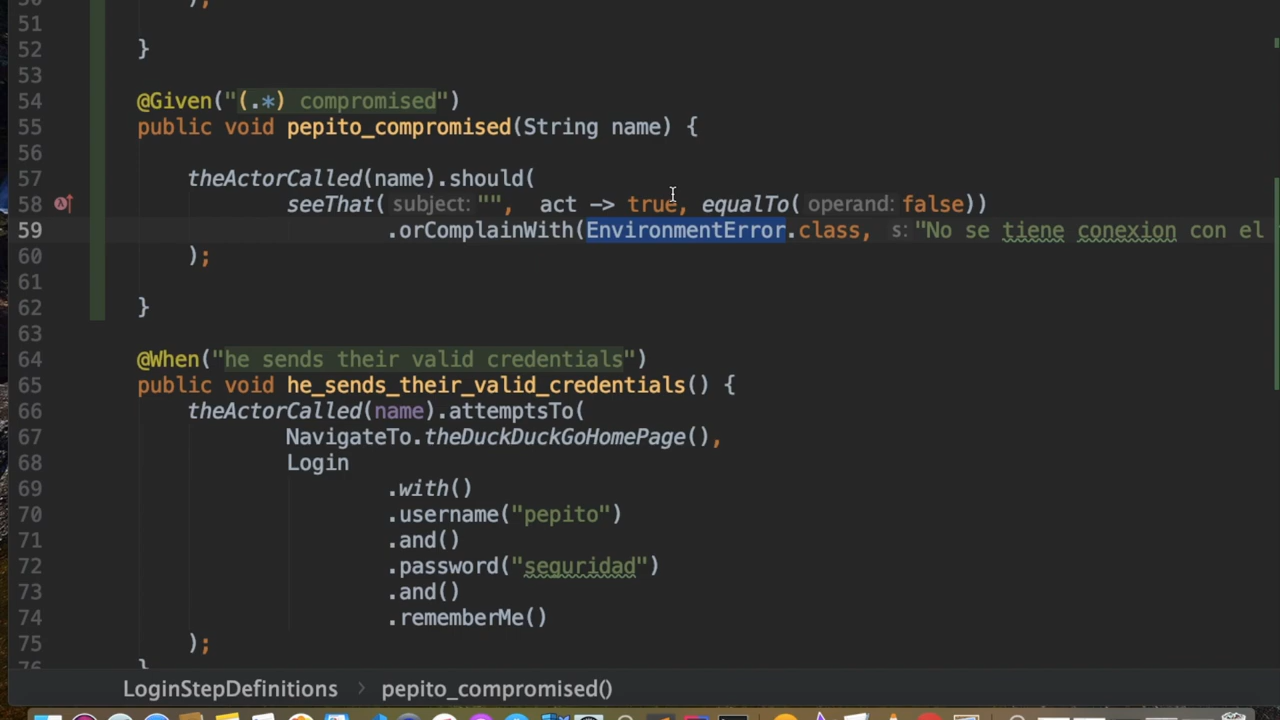 51
52 }
53
54 @Given("(.*) compromised")
55 public void pepito_compromised(String name) {
56
57 theActorCalled(name).should(
58 seeThat( subject: "", act -> true, equalTo( operand: false))
59 .orComplainWith(EnvironmentError.class, s: "No se tiene conexion con el
60 );
61
62 }
63
64 @When("he sends their valid credentials")
65 public void he_sends_their_valid_credentials() {
66 theActorCalled(name).attemptsTo(
67 NavigateTo.theDuckDuckGoHomePage(),
68 Login
69 .with()
70 .username("pepito")
71 .and()
72 .password("seguridad")
73 .and()
74 .rememberMe()
75 );
76 }
LoginStepDefinitions > pepito_compromised()